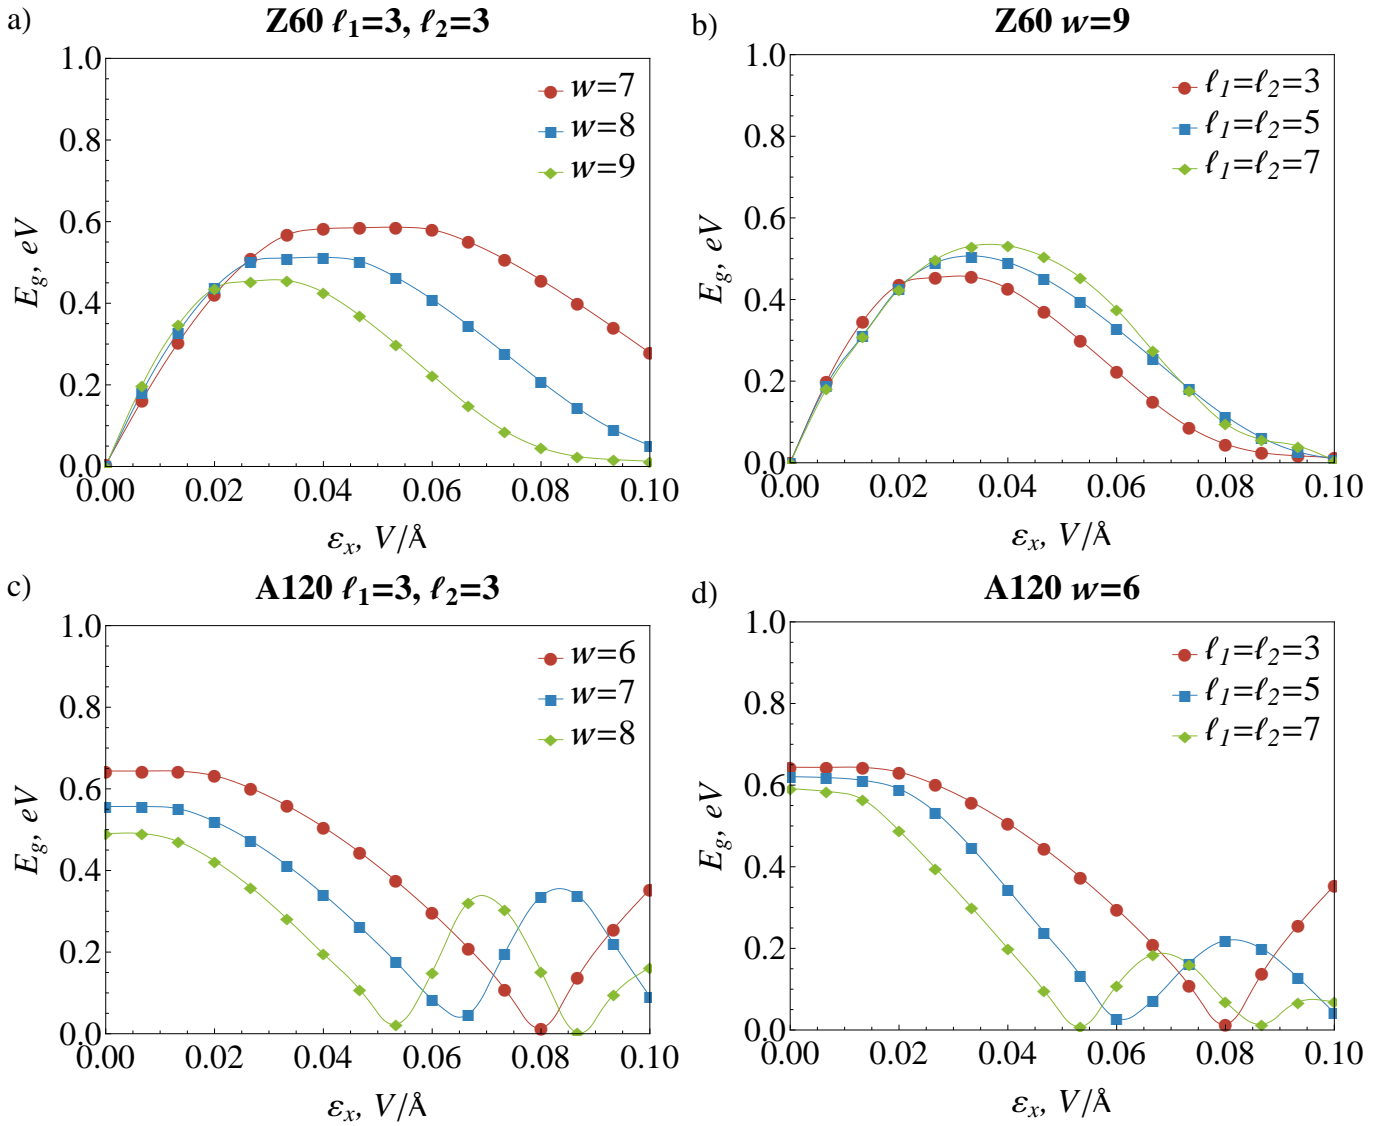 a)
Z60 ℓ1=3, ℓ2=3
w=7
w=8
w=9
1.0
0.8
0.6
0.4
0.2
0.0
Eg, eV
0.00 0.02 0.04 0.06 0.08 0.10
εx, V/Å
b)
Z60 w=9
ℓ1=ℓ2=3
ℓ1=ℓ2=5
ℓ1=ℓ2=7
1.0
0.8
0.6
0.4
0.2
0.0
Eg, eV
0.00 0.02 0.04 0.06 0.08 0.10
εx, V/Å
c)
A120 ℓ1=3, ℓ2=3
w=6
w=7
w=8
1.0
0.8
0.6
0.4
0.2
0.0
Eg, eV
0.00 0.02 0.04 0.06 0.08 0.10
εx, V/Å
d)
A120 w=6
ℓ1=ℓ2=3
ℓ1=ℓ2=5
ℓ1=ℓ2=7
1.0
0.8
0.6
0.4
0.2
0.0
Eg, eV
0.00 0.02 0.04 0.06 0.08 0.10
εx, V/Å